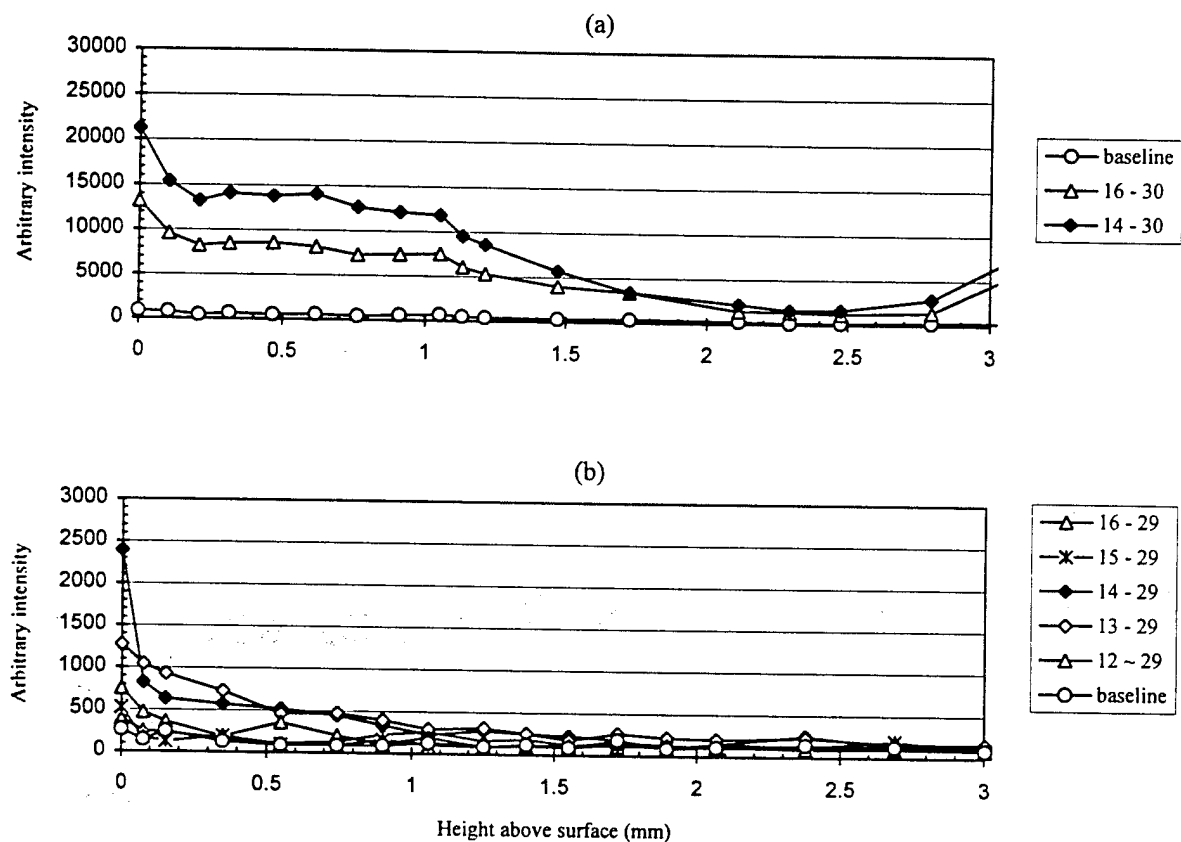 (a)
30000
25000
20000
15000
10000
5000
0
Arbitrary intensity
0 0.5 1 1.5 2 2.5 3
baseline
16 - 30
14 - 30
(b)
3000
2500
2000
1500
1000
500
0
Arbitrary intensity
0 0.5 1 1.5 2 2.5 3
Height above surface (mm)
16 - 29
15 - 29
14 - 29
13 - 29
12 ~ 29
baseline